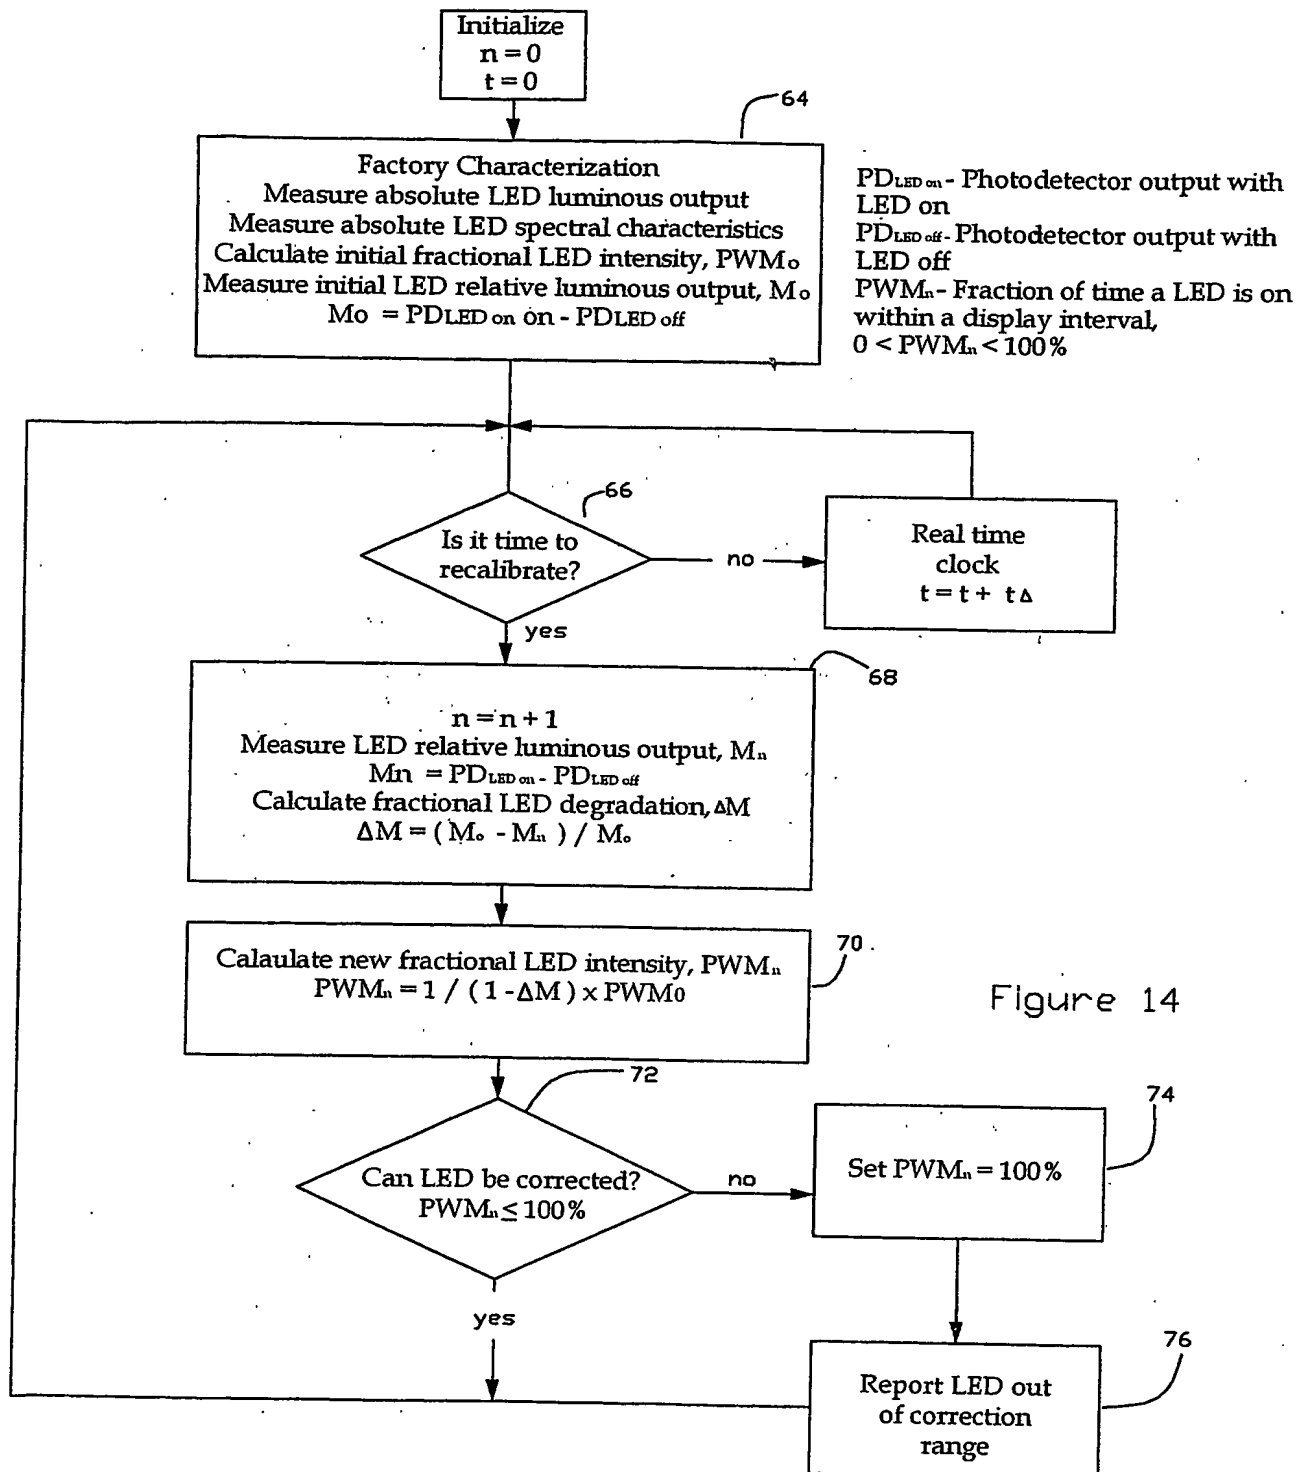 Initialize
n = 0
t = 0
64
Factory Characterization
Measure absolute LED luminous output
Measure absolute LED spectral characteristics
Calculate initial fractional LED intensity, PWMo
Measure initial LED relative luminous output, Mo
Mo = PDLED on on - PDLED off
PDLED on - Photodetector output with
LED on
PDLED off - Photodetector output with
LED off
PWMn - Fraction of time a LED is on
within a display interval,
0 < PWMn < 100%
66
Is it time to
recalibrate?
no
Real time
clock
t = t + t∆
yes
68
n = n + 1
Measure LED relative luminous output, Mn
Mn = PDLED on - PDLED off
Calculate fractional LED degradation, ∆M
∆M = ( Mo - Mn ) / Mo
70
Calaulate new fractional LED intensity, PWMn
PWMn = 1 / ( 1 - ∆M ) x PWM0
Figure 14
72
Can LED be corrected?
PWMn ≤ 100%
no
74
Set PWMn = 100%
yes
76
Report LED out
of correction
range